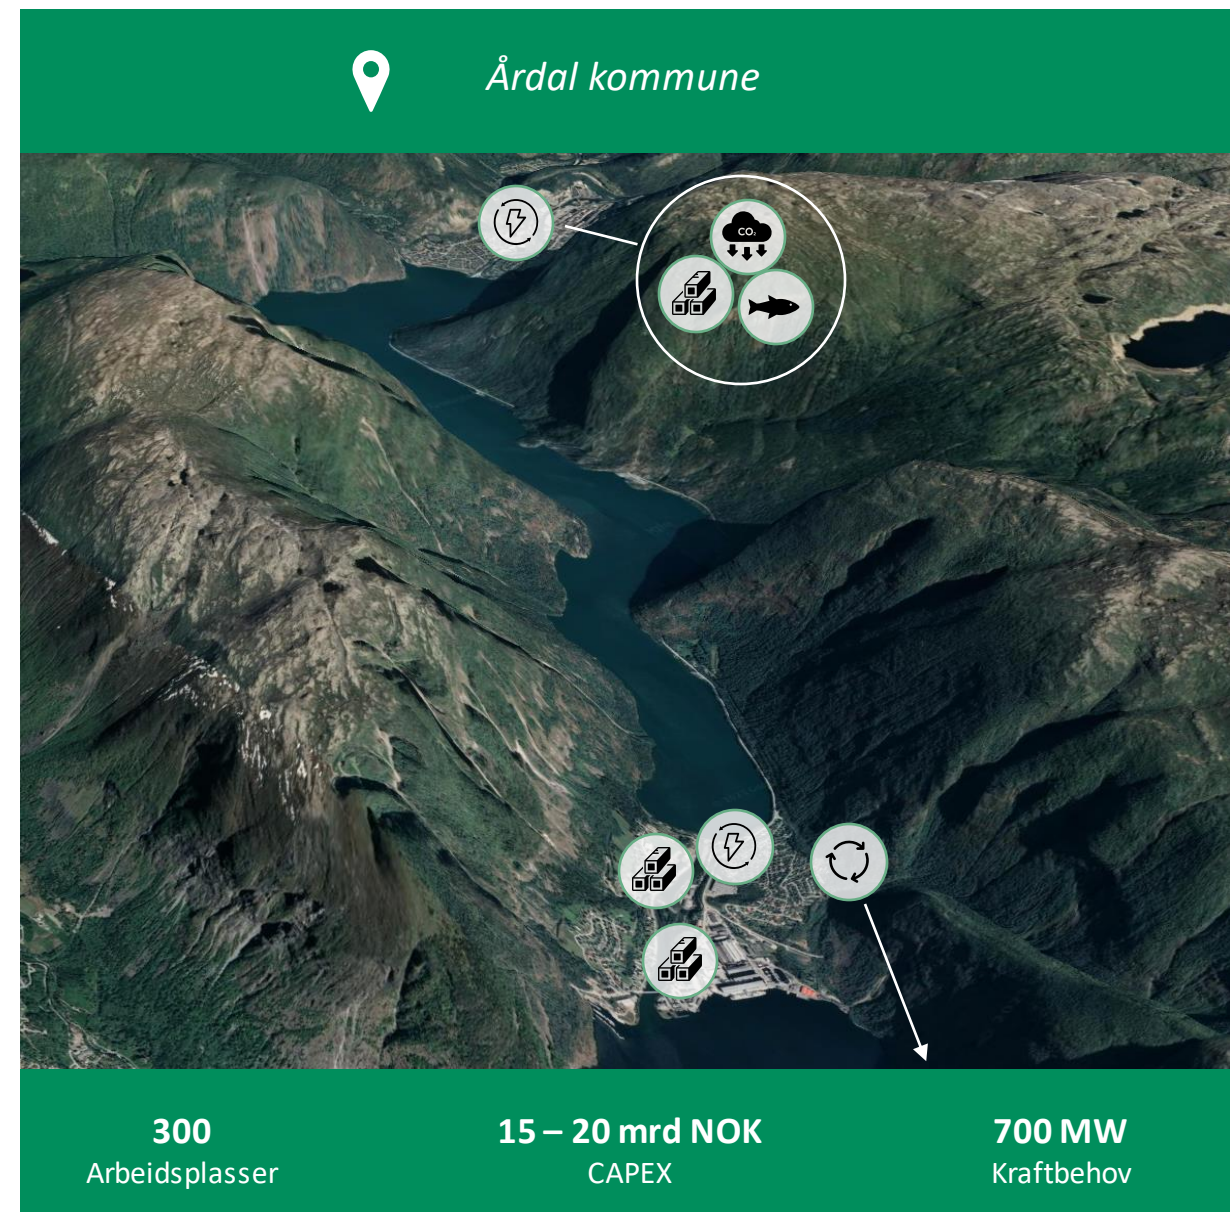 Årdal kommune
CO₂
300
Arbeidsplasser
15 – 20 mrd NOK
CAPEX
700 MW
Kraftbehov